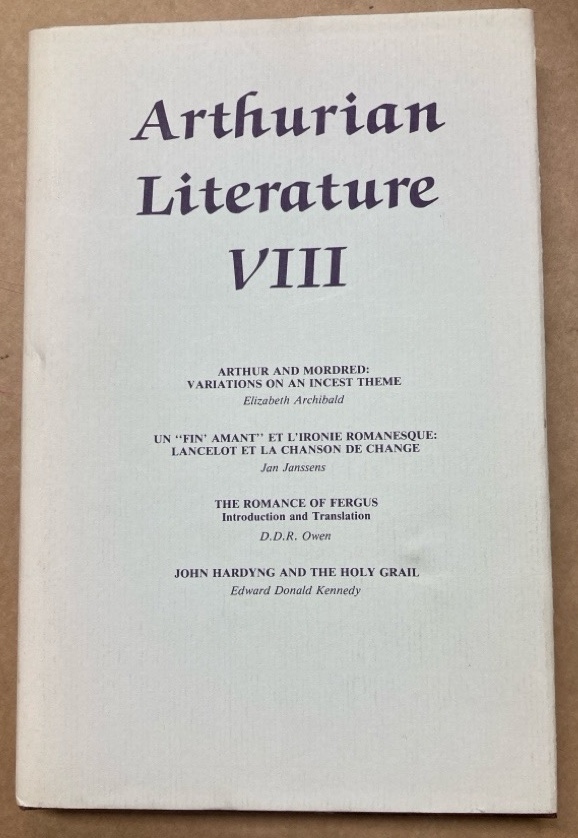 Arthurian
Literature
VIII
ARTHUR AND MORDRED:
VARIATIONS ON AN INCEST THEME
Elizabeth Archibald
UN "FIN' AMANT" ET L'IRONIE ROMANESQUE:
LANCELOT ET LA CHANSON DE CHANGE
Jan Janssens
THE ROMANCE OF FERGUS
Introduction and Translation
D.D.R. Owen
JOHN HARDYNG AND THE HOLY GRAIL
Edward Donald Kennedy